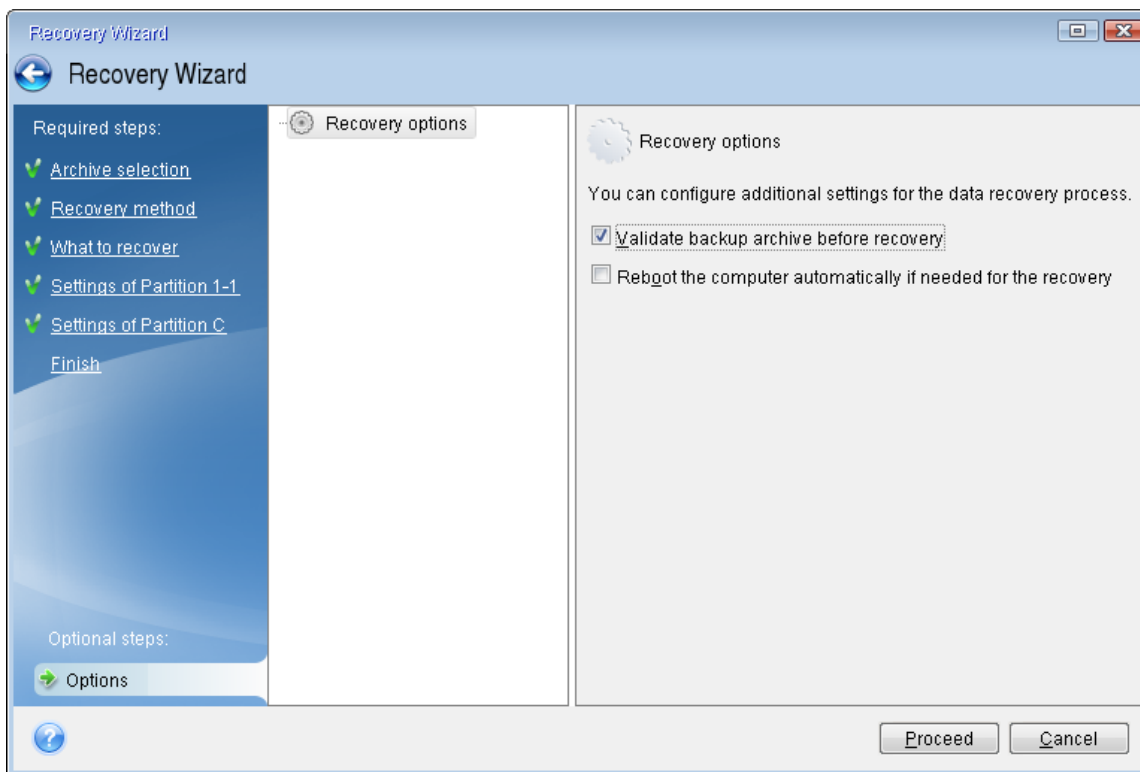 Recovery Wizard
Recovery Wizard
Required steps:
Archive selection
Recovery method
What to recover
Settings of Partition 1-1
Settings of Partition C
Finish
Optional steps:
Options
Recovery options
Recovery options
You can configure additional settings for the data recovery process.
Validate backup archive before recovery
Reboot the computer automatically if needed for the recovery
?
Proceed
Cancel